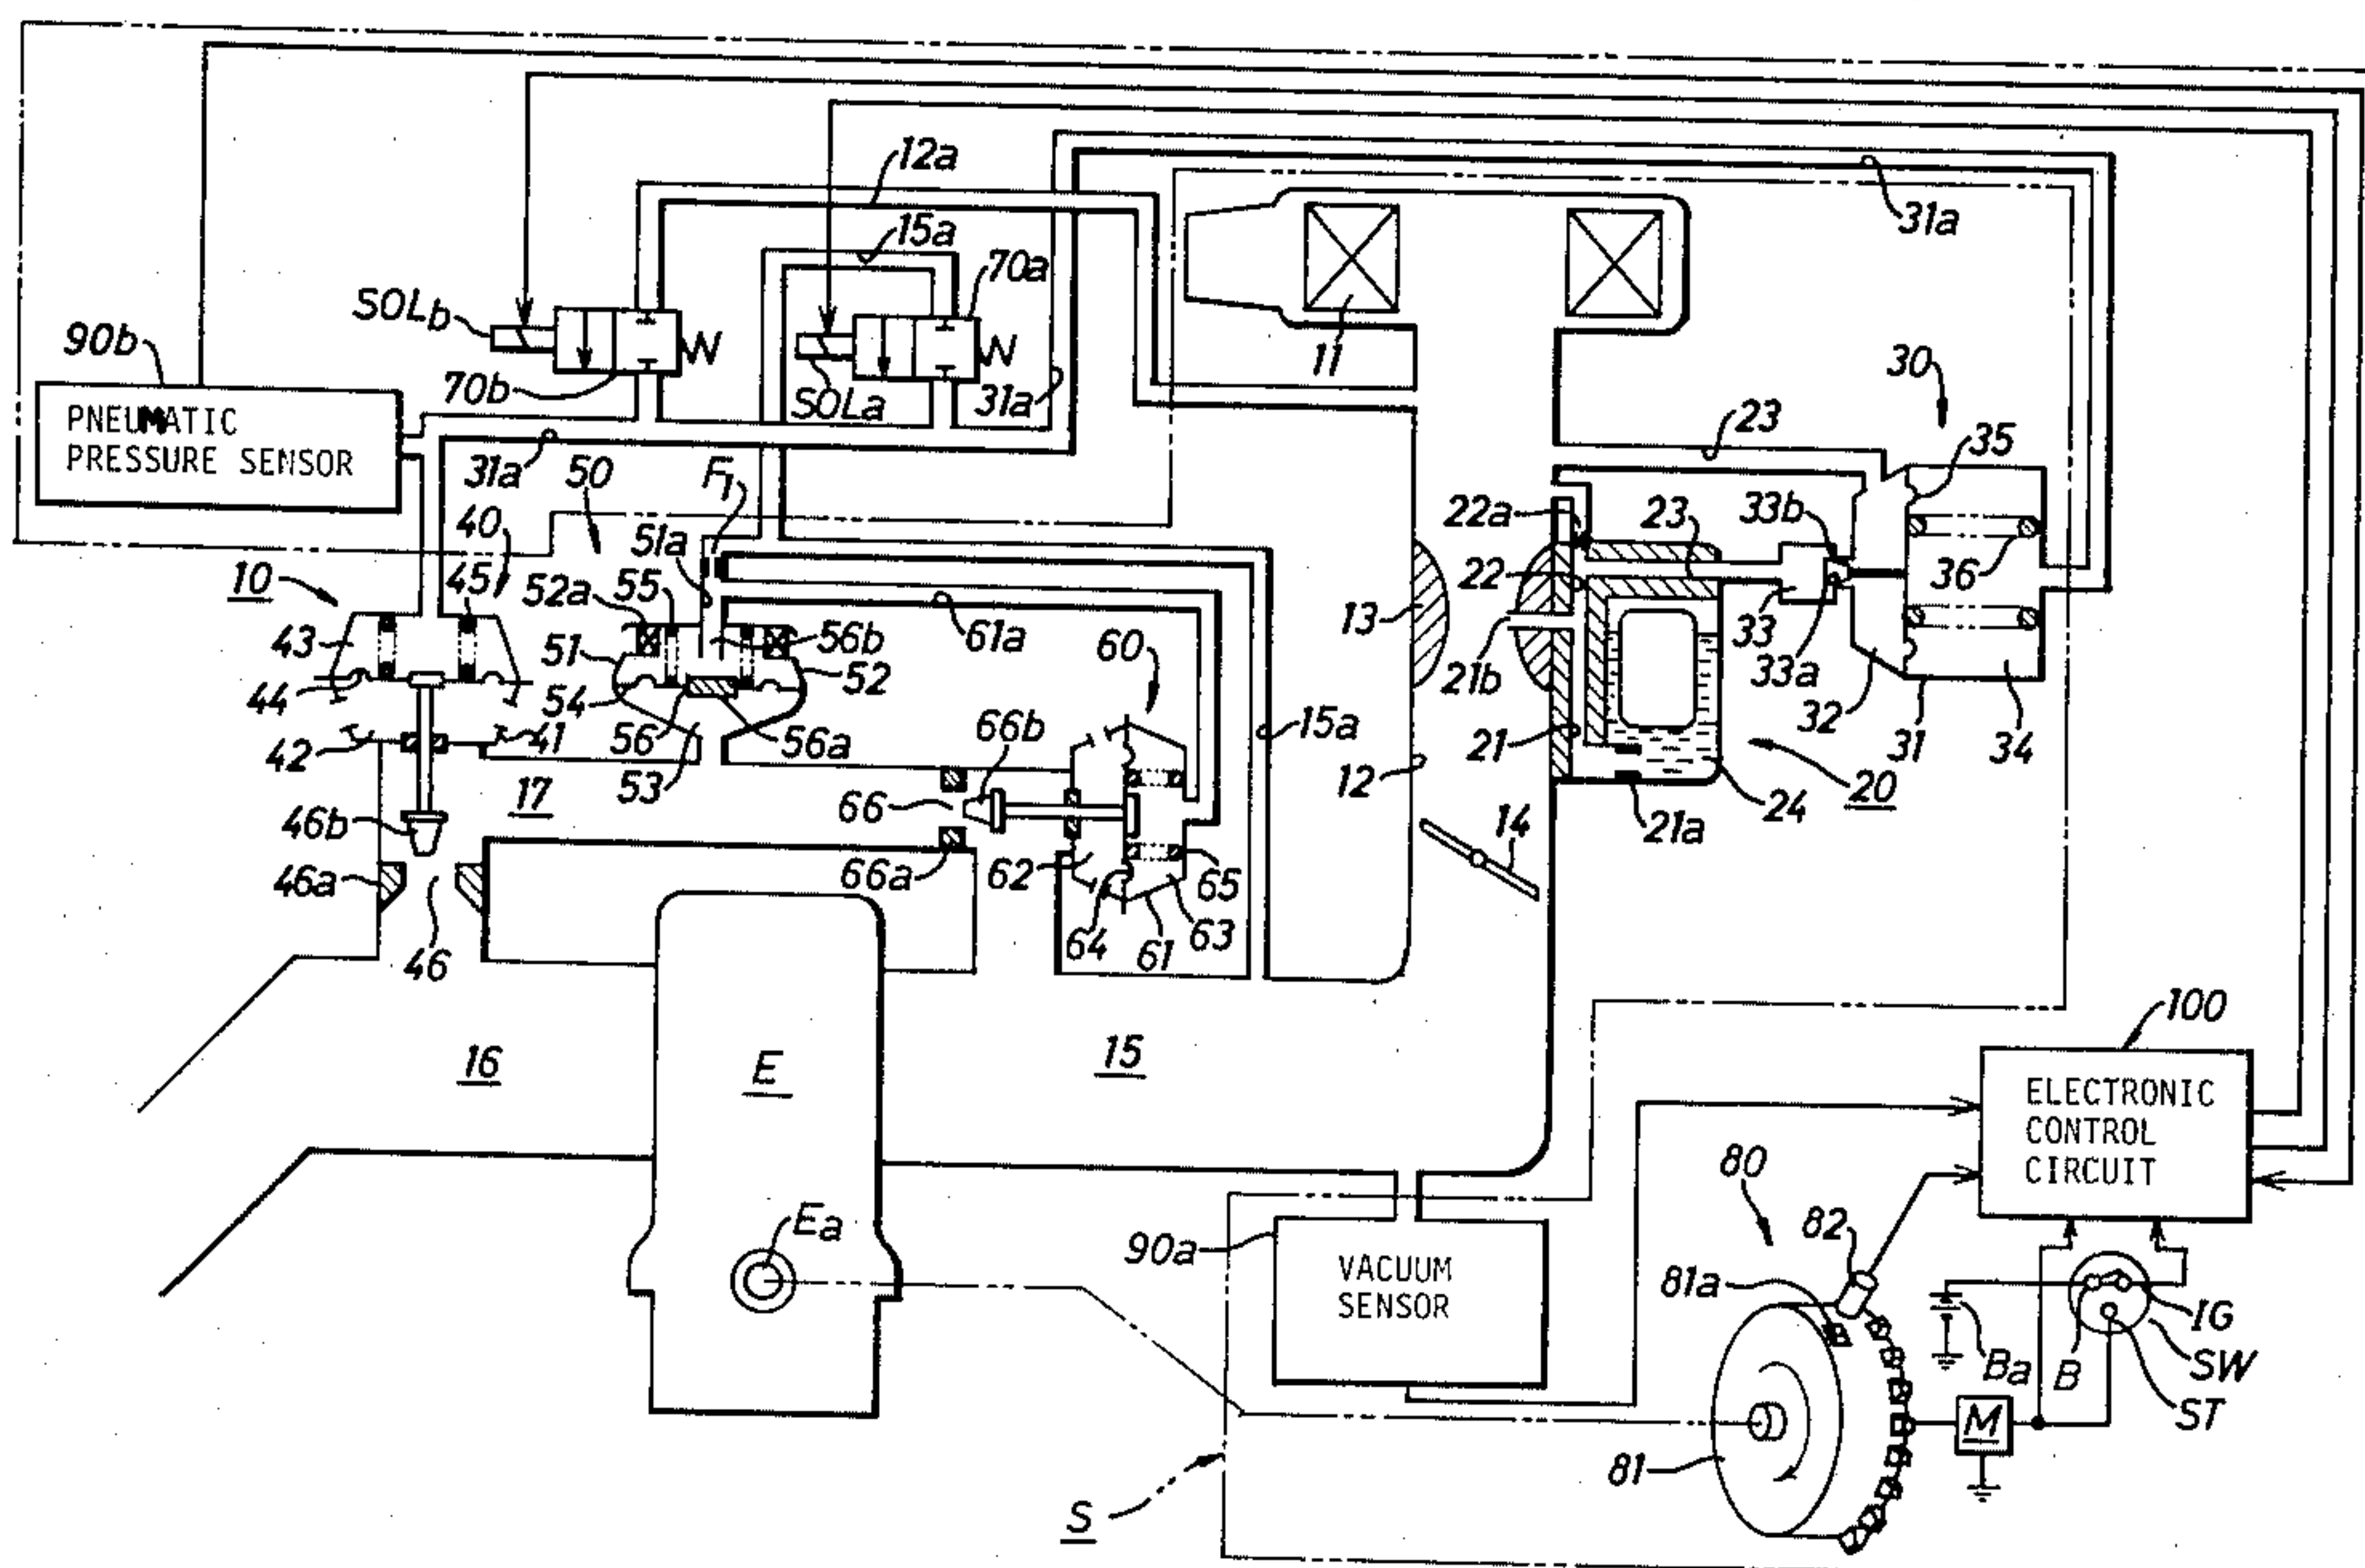 12a
15a
70a
31a
SOLb
90b
70b
SOLa
31a
11
30
PNEUMATIC
PRESSURE SENSOR
31a
50
F1
23
35
40
51a
22a
23
33b
10
45
52a
55
22
36
43
56b
61a
13
33
33a
51
60
44
54
52
21b
32
31
34
42
41
56
56a
66b
15a
21
53
12
24
20
17
66
46b
21a
14
46a
66a
62
65
46
64
61
63
100
16
E
15
ELECTRONIC
CONTROL
CIRCUIT
80
Ea
90a
82
VACUUM
SENSOR
81a
IG
Ba
B
SW
ST
M
81
S